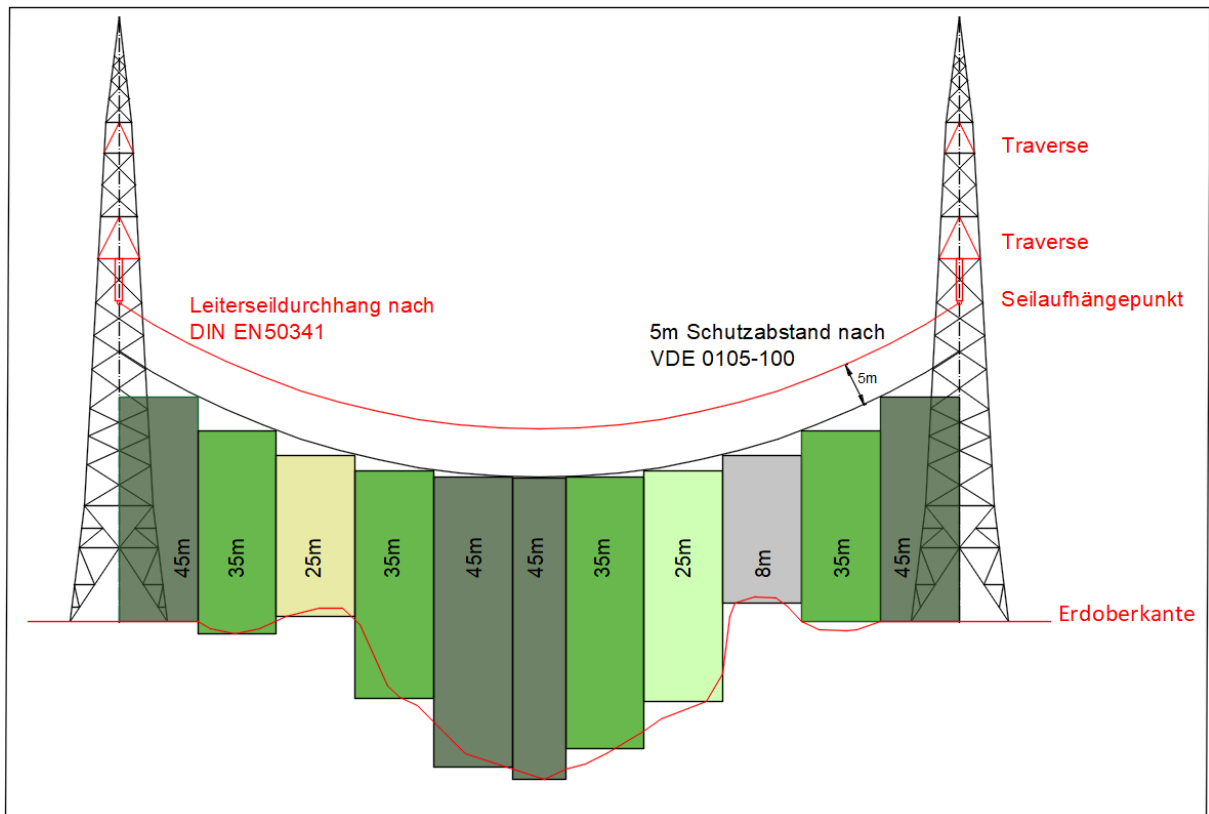 Traverse
Traverse
Leiterseildurchhang nach
DIN EN50341
Seilaufhängepunkt
5m Schutzabstand nach
VDE 0105-100
5m
45m
35m
25m
35m
45m
45m
35m
25m
8m
35m
45m
Erdoberkante